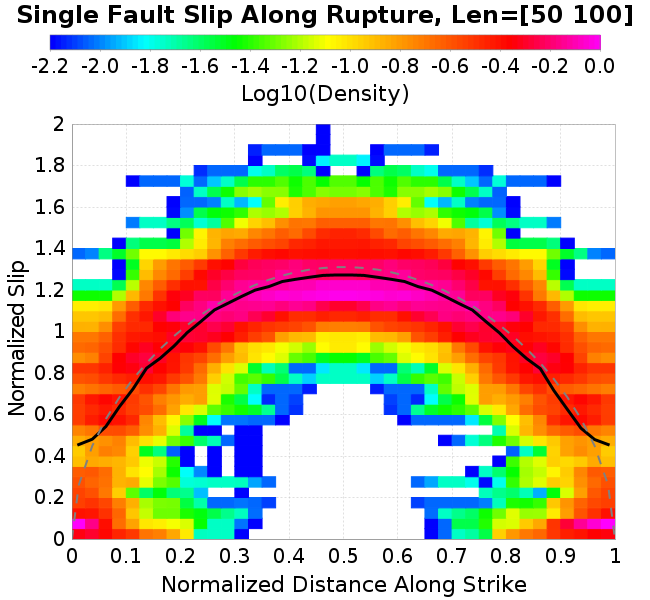 Single Fault Slip Along Rupture, Len=[50 100]
-2.2 -2.0 -1.8 -1.6 -1.4 -1.2 -1.0 -0.8 -0.6 -0.4 -0.2 0.0
Log10(Density)
Normalized Slip
2
1.8
1.6
1.4
1.2
1
0.8
0.6
0.4
0.2
0
0 0.1 0.2 0.3 0.4 0.5 0.6 0.7 0.8 0.9 1
Normalized Distance Along Strike